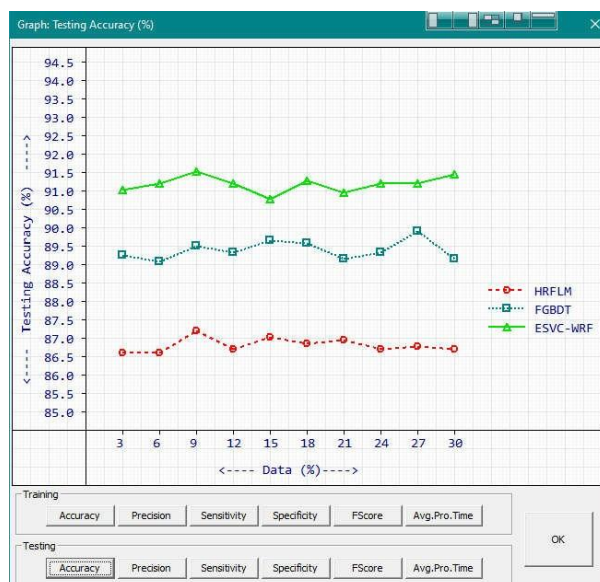 Graph: Testing Accuracy (%)
94.5
94.0
93.5
93.0
92.5
92.0
91.5
91.0
90.5
90.0
89.5
89.0
88.5
88.0
87.5
87.0
86.5
86.0
85.5
85.0
<---- Testing Accuracy (%) ---->
HRFLM
FGBDT
ESVC-WRF
3 6 9 12 15 18 21 24 27 30
<---- Data (%)---->
Training
Accuracy Precision Sensitivity Specificity FScore Avg.Pro.Time
OK
Testing
Accuracy Precision Sensitivity Specificity FScore Avg.Pro.Time